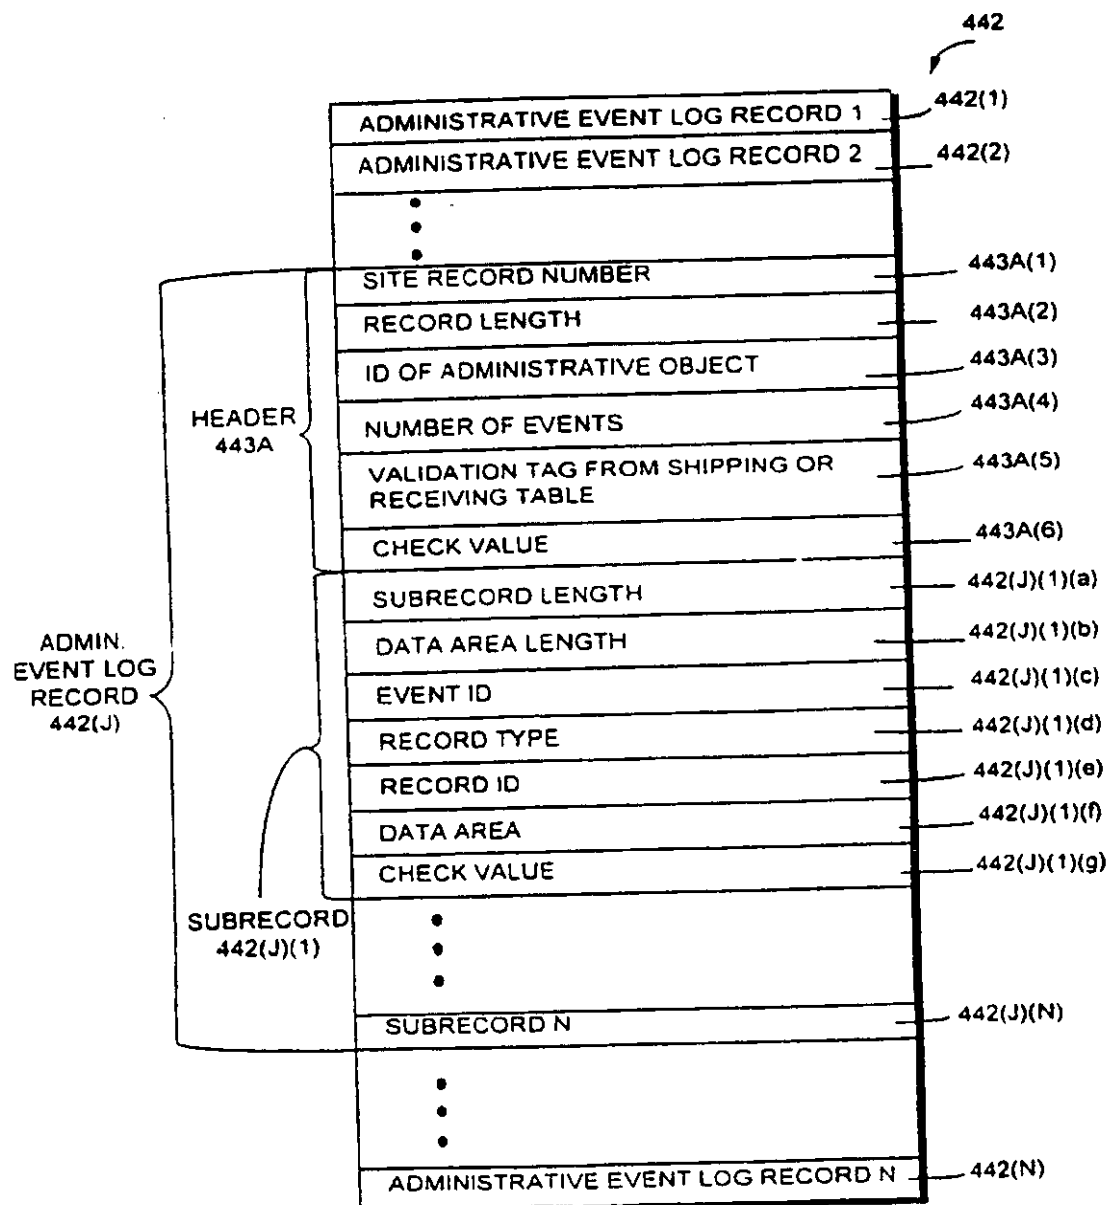 442
ADMINISTRATIVE EVENT LOG RECORD 1
442(1)
ADMINISTRATIVE EVENT LOG RECORD 2
442(2)
SITE RECORD NUMBER
443A(1)
RECORD LENGTH
443A(2)
ID OF ADMINISTRATIVE OBJECT
443A(3)
HEADER
443A
NUMBER OF EVENTS
443A(4)
VALIDATION TAG FROM SHIPPING OR
RECEIVING TABLE
443A(5)
CHECK VALUE
443A(6)
SUBRECORD LENGTH
442(J)(1)(a)
DATA AREA LENGTH
442(J)(1)(b)
ADMIN.
EVENT LOG
RECORD
442(J)
EVENT ID
442(J)(1)(c)
RECORD TYPE
442(J)(1)(d)
RECORD ID
442(J)(1)(e)
DATA AREA
442(J)(1)(f)
CHECK VALUE
442(J)(1)(g)
SUBRECORD
442(J)(1)
SUBRECORD N
442(J)(N)
ADMINISTRATIVE EVENT LOG RECORD N
442(N)